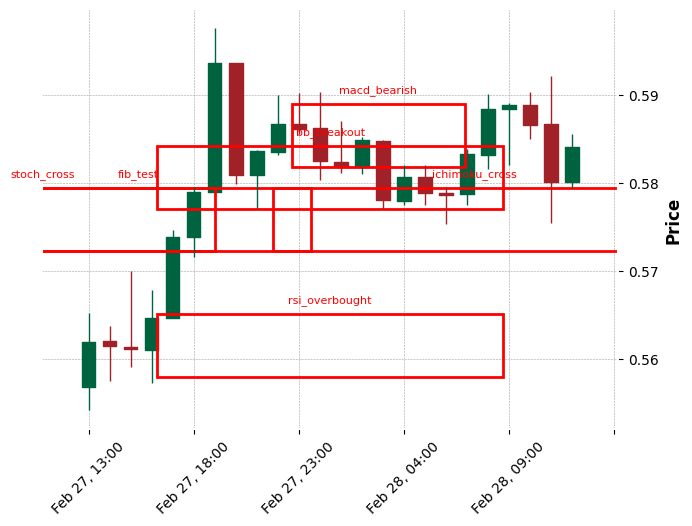 macd_bearish
0.59
bb_breakout
stoch_cross
fib_test
ichimoku_cross
0.58
Price
0.57
rsi_overbought
0.56
Feb 27, 13:00
Feb 27, 18:00
Feb 27, 23:00
Feb 28, 04:00
Feb 28, 09:00